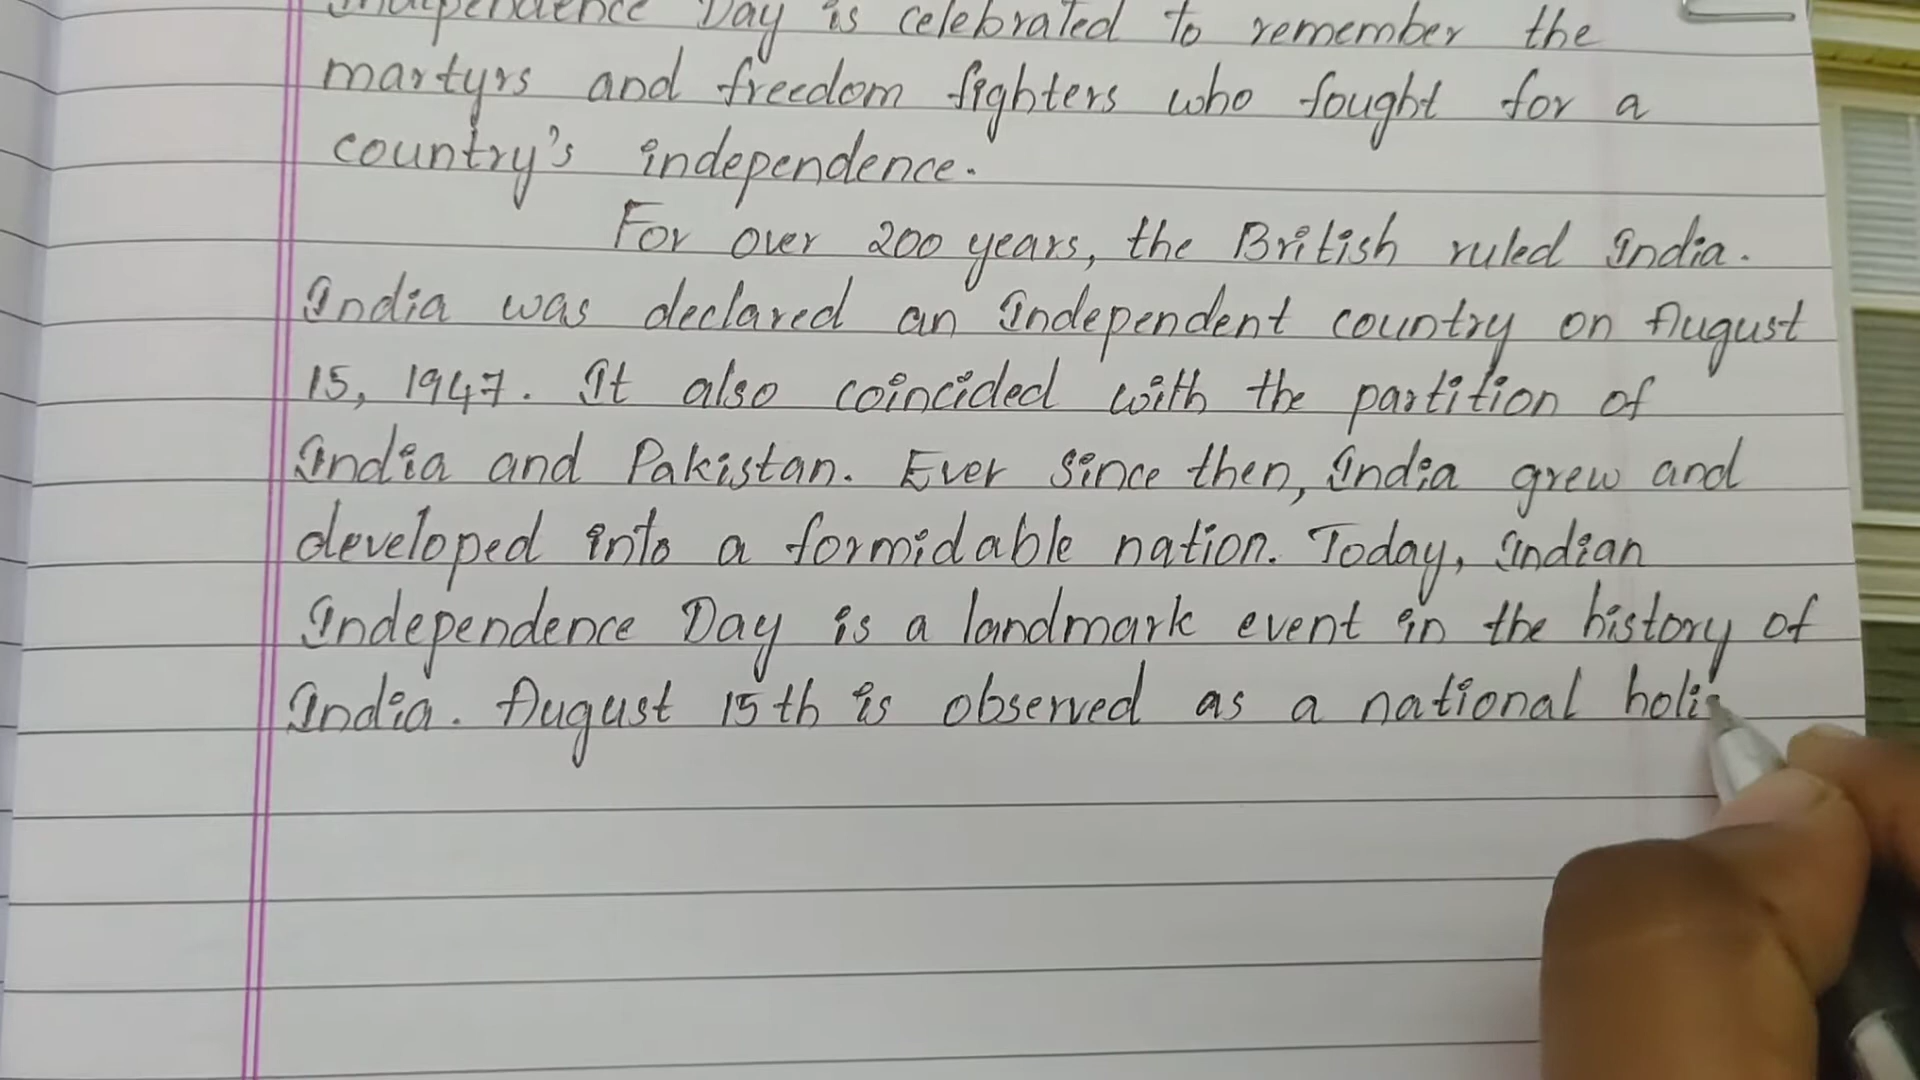 Independence Day is celebrated to remember the
martyrs and freedom fighters who fought for a
country's independence.
For over 200 years, the British ruled India.
India was declared an Independent country on August
15, 1947. It also coincided with the partition of
India and Pakistan. Ever since then, India grew and
developed into a formidable nation. Today, Indian
Independence Day is a landmark event in the history of
India. August 15th is observed as a national holi